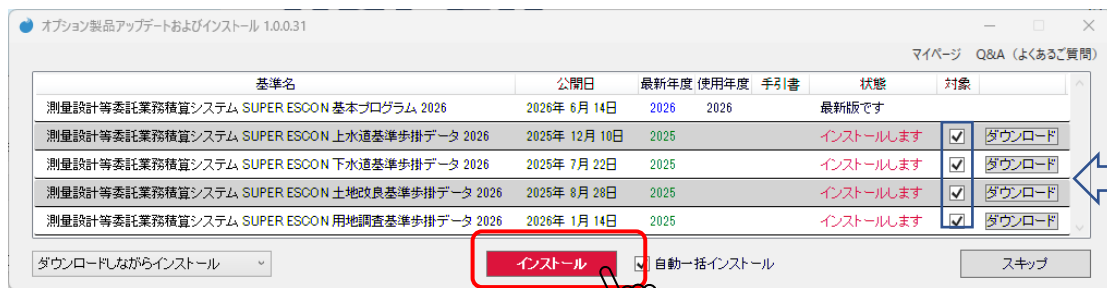 オプション製品アップデートおよびインストール 1.0.0.31
マイページ Q&A（よくあるご質問）
基準名 公開日 最新年度 使用年度 手引書 状態 対象
測量設計等委託業務積算システム SUPER ESCON 基本プログラム 2026 2026年 6月 14日 2026 2026 最新版です
測量設計等委託業務積算システム SUPER ESCON 上水道基準歩掛データ 2026 2025年 12月 10日 2025 インストールします ダウンロード
測量設計等委託業務積算システム SUPER ESCON 下水道基準歩掛データ 2026 2025年 7月 22日 2025 インストールします ダウンロード
測量設計等委託業務積算システム SUPER ESCON 土地改良基準歩掛データ 2026 2025年 8月 28日 2025 インストールします ダウンロード
測量設計等委託業務積算システム SUPER ESCON 用地調査基準歩掛データ 2026 2026年 1月 14日 2025 インストールします ダウンロード
ダウンロードしながらインストール インストール 自動一括インストール スキップ